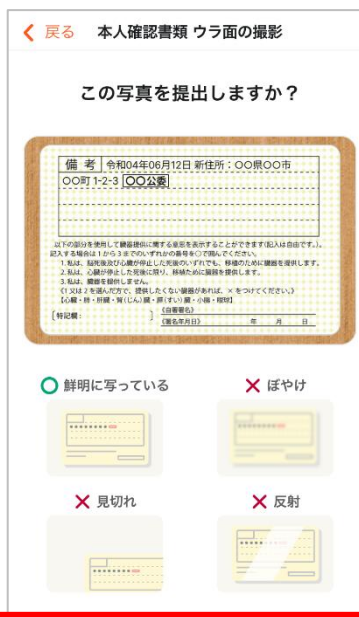 戻る 本人確認書類 ウラ面の撮影
この写真を提出しますか？
備 考 令和04年06月12日 新住所：〇〇県〇〇市
〇〇町 1-2-3 〇〇公委
以下の部分を使用して臓器提供に関する意思を表示することができます(記入は自由です。)。
記入する場合は1から3までのいずれかの番号を〇で囲んでください。
1.私は、脳死後及び心臓が停止した死後のいずれでも、移植のために臓器を提供します。
2.私は、心臓が停止した死後に限り、移植ために臓器を提供します。
3.私は、臓器を提供しません。
《1又は2を選んだ方で、提供したくない臓器があれば、×をつけてください。》
【心臓・肺・肝臓・腎(じん)臓・膵(すい)臓・小腸・眼球】
[特記欄： ] 《自署署名》
《署名年月日》 年 月 日
鮮明に写っている ぼやけ
見切れ 反射